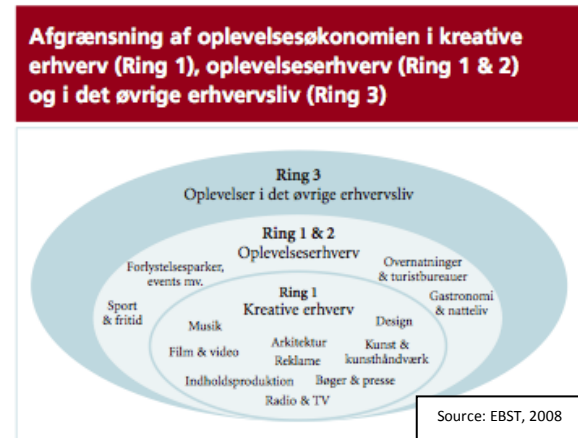 Afgrænsning af oplevelsesøkonomien i kreative
erhverv (Ring 1), oplevelseserhverv (Ring 1 & 2)
og i det øvrige erhvervsliv (Ring 3)
Ring 3
Oplevelser i det øvrige erhvervsliv
Ring 1 & 2
Oplevelseserhverv
Forlystelsesparker,
events mv.
Overnatninger
& turistbureauer
Sport
& fritid
Gastronomi
& natteliv
Ring 1
Kreative erhverv
Musik
Design
Film & video
Arkitektur
Reklame
Kunst &
kunsthåndværk
Indholdsproduktion
Bøger & presse
Radio & TV
Source: EBST, 2008